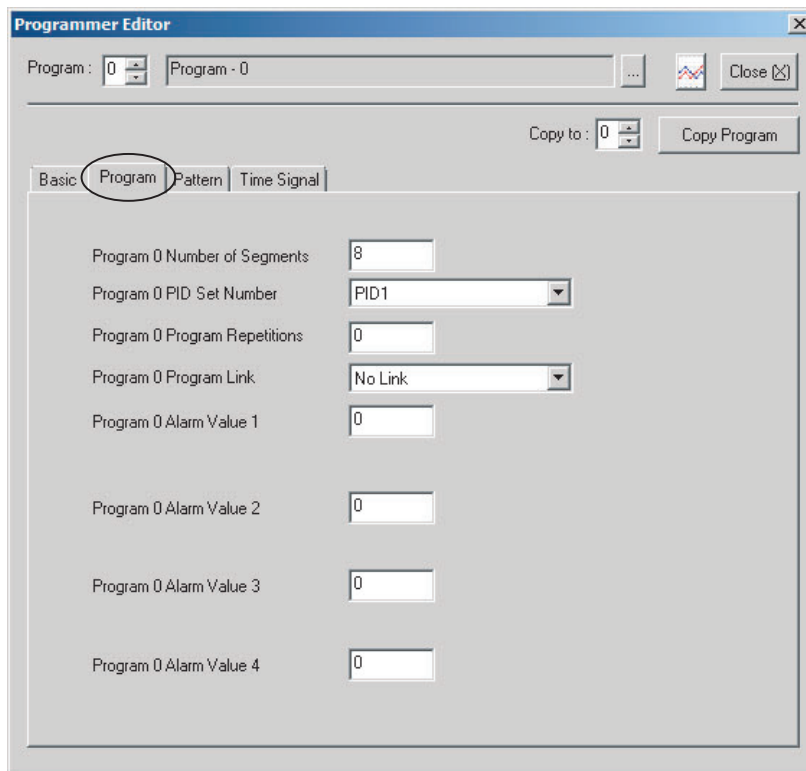 Programmer Editor
Program : 0 Program - 0 ... Close (X)
Copy to : 0 Copy Program
Basic Program Pattern Time Signal
Program 0 Number of Segments 8
Program 0 PID Set Number PID1
Program 0 Program Repetitions 0
Program 0 Program Link No Link
Program 0 Alarm Value 1 0
Program 0 Alarm Value 2 0
Program 0 Alarm Value 3 0
Program 0 Alarm Value 4 0